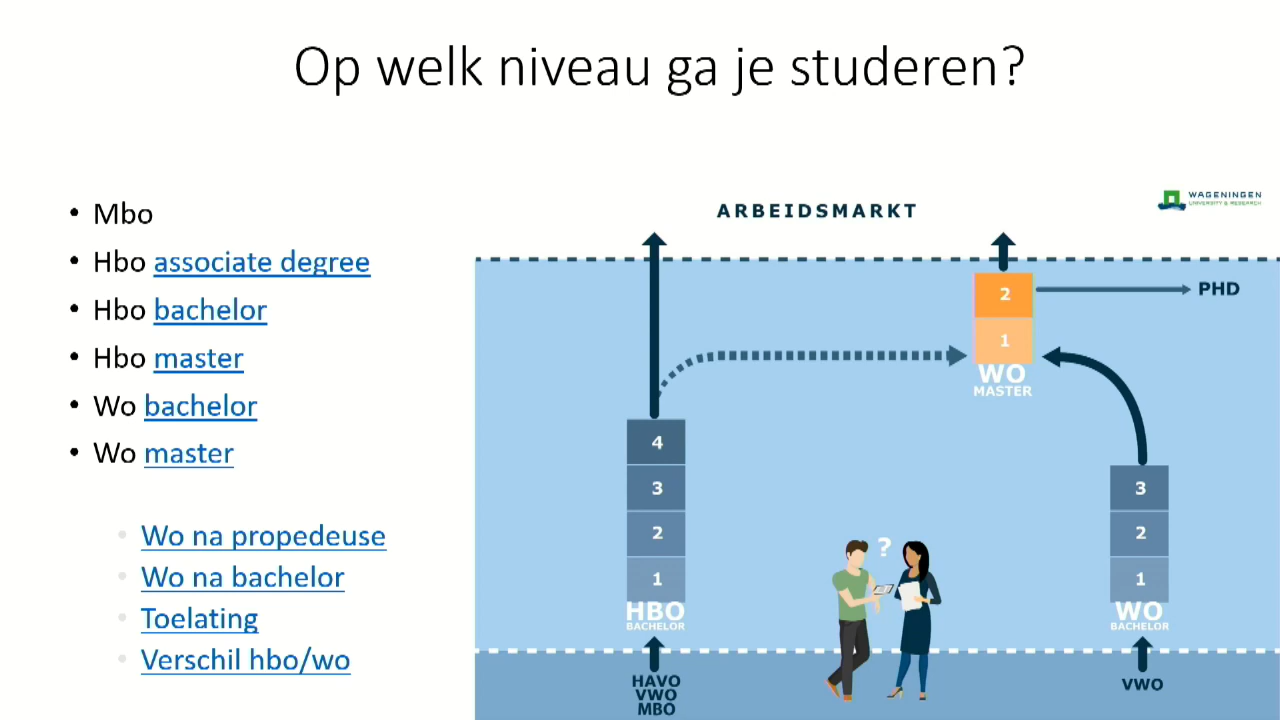 Op welk niveau ga je studeren?
• Mbo
• Hbo associate degree
• Hbo bachelor
• Hbo master
• Wo bachelor
• Wo master
• Wo na propedeuse
• Wo na bachelor
• Toelating
• Verschil hbo/wo
ARBEIDSMARKT
WAGENINGEN
UNIVERSITY & RESEARCH
2
PHD
1
WO
MASTER
4
3
2
1
HBO
BACHELOR
HAVO
VWO
MBO
?
3
2
1
WO
BACHELOR
VWO